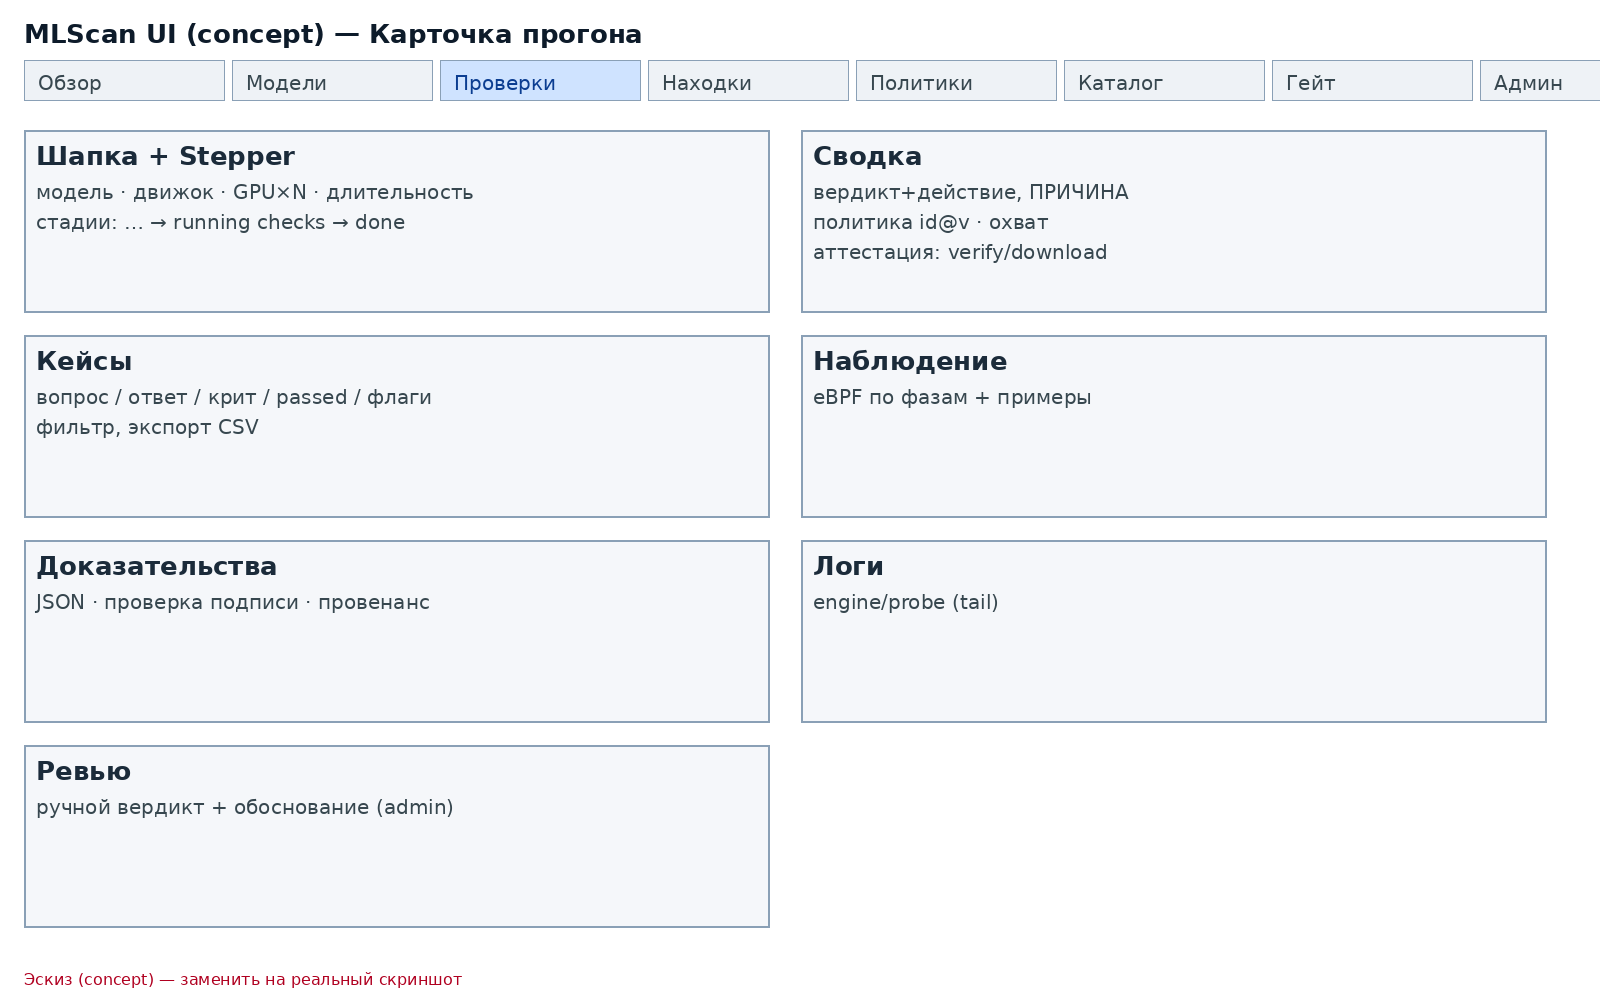 MLScan UI (concept) — Карточка прогона
Обзор
Модели
Проверки
Находки
Политики
Каталог
Гейт
Админ
Шапка + Stepper
модель · движок · GPU×N · длительность
стадии: … → running checks → done
Сводка
вердикт+действие, ПРИЧИНА
политика id@v · охват
аттестация: verify/download
Кейсы
вопрос / ответ / крит / passed / флаги
фильтр, экспорт CSV
Наблюдение
eBPF по фазам + примеры
Доказательства
JSON · проверка подписи · провенанс
Логи
engine/probe (tail)
Ревью
ручной вердикт + обоснование (admin)
Эскиз (concept) — заменить на реальный скриншот